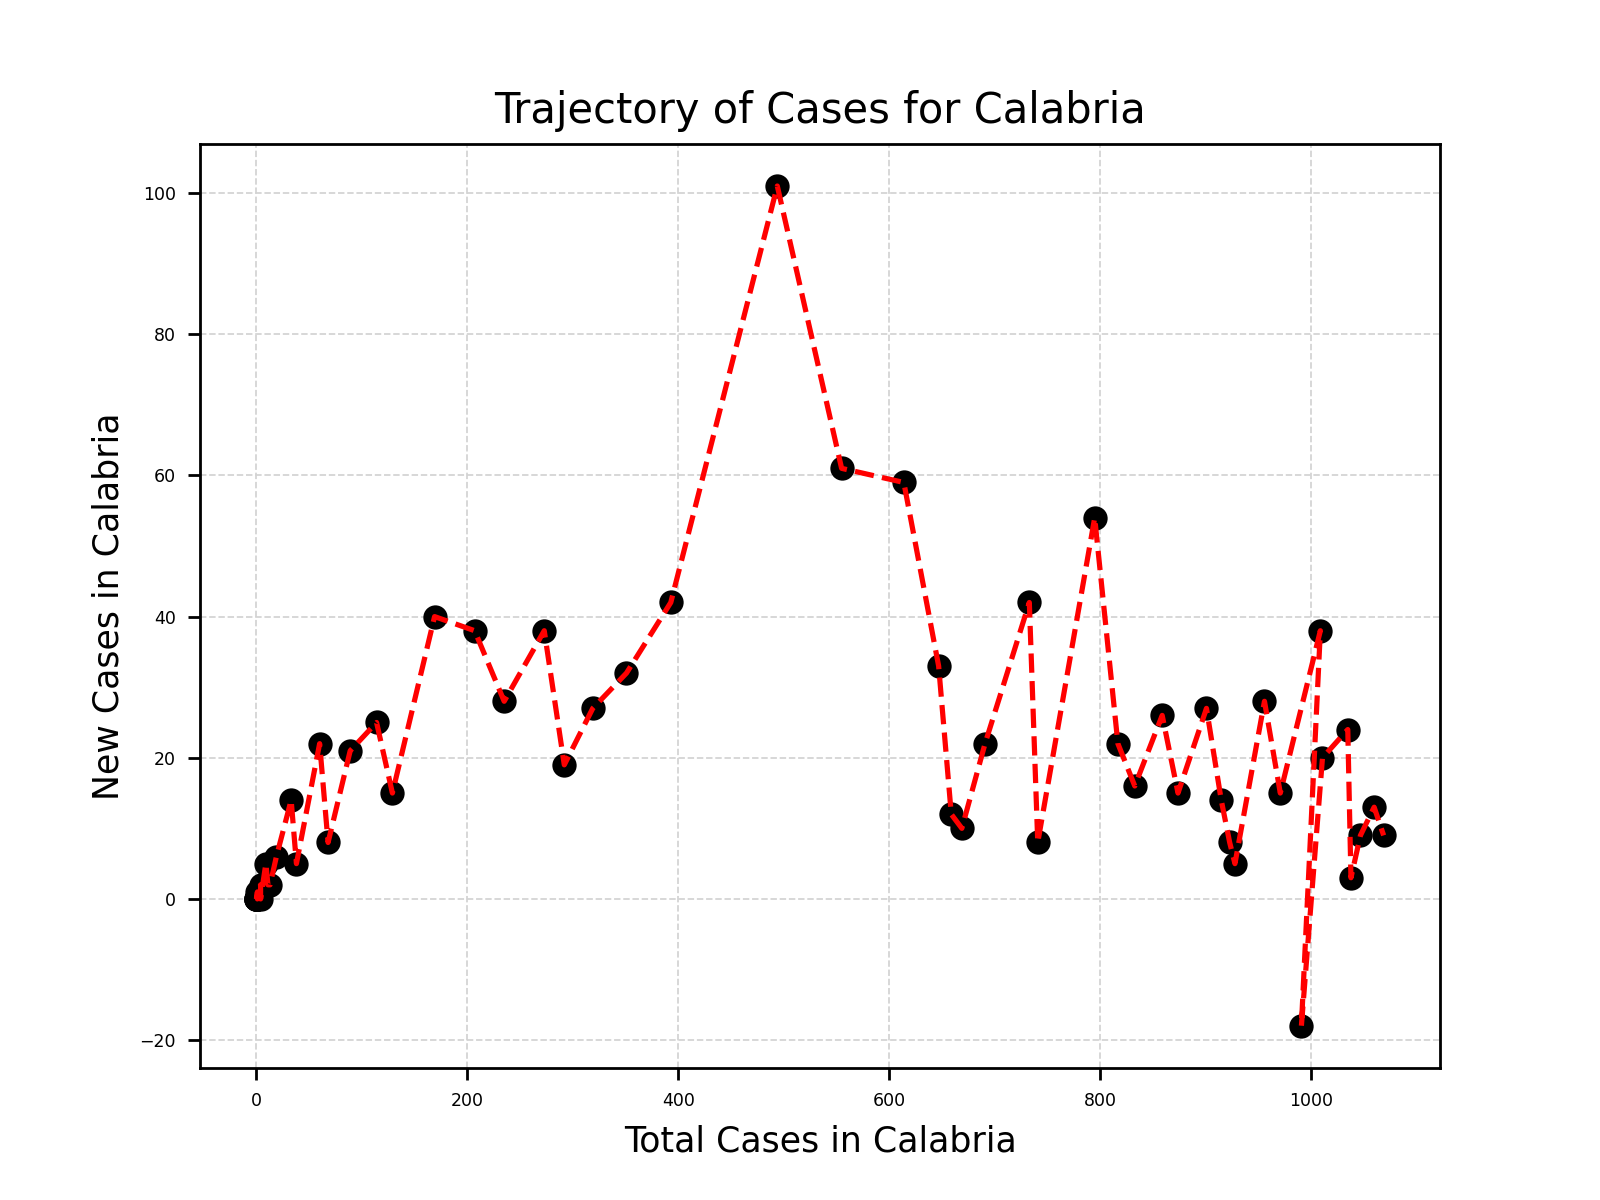 Trajectory of Cases for Calabria
New Cases in Calabria
100
80
60
40
20
0
−20
0 200 400 600 800 1000
Total Cases in Calabria